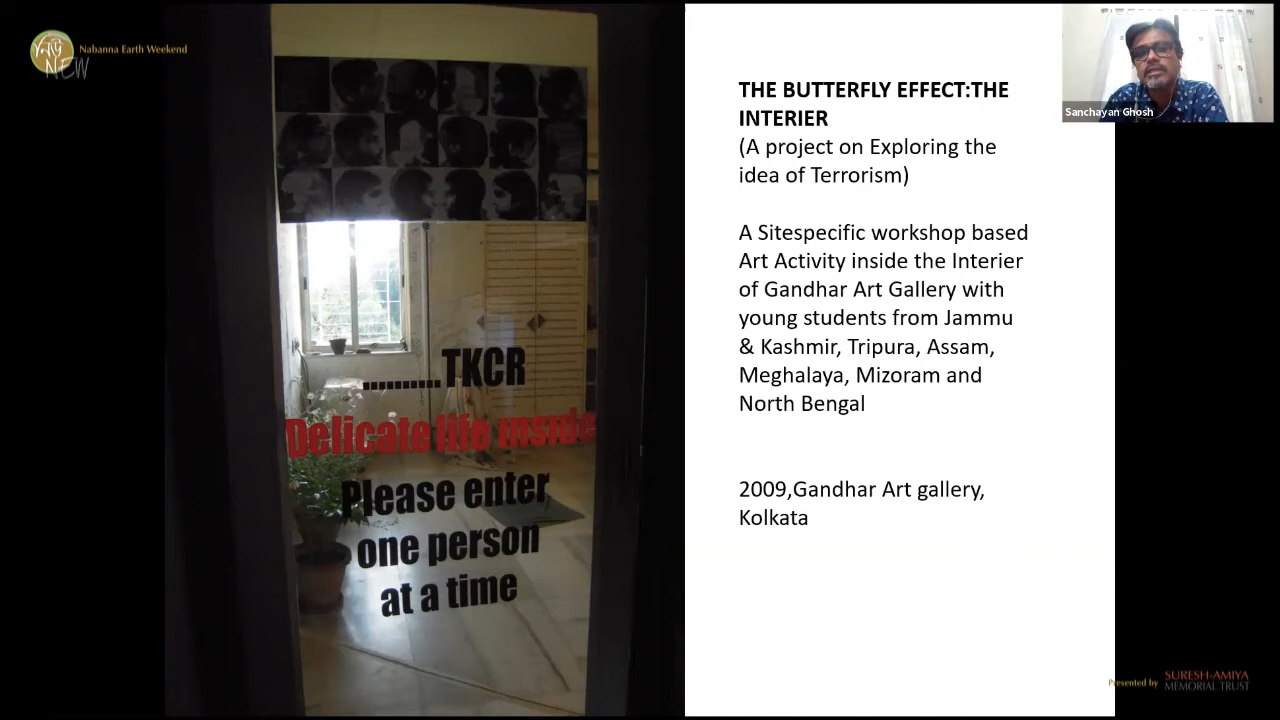 Nabanna Earth Weekend
NEW
..........TKCR
Delicate life inside
Please enter
one person
at a time
THE BUTTERFLY EFFECT:THE
INTERIER
(A project on Exploring the
idea of Terrorism)
A Sitespecific workshop based
Art Activity inside the Interier
of Gandhar Art Gallery with
young students from Jammu
& Kashmir, Tripura, Assam,
Meghalaya, Mizoram and
North Bengal
2009,Gandhar Art gallery,
Kolkata
Sanchayan Ghosh
Presented by
SURESH-AMIYA
MEMORIAL TRUST